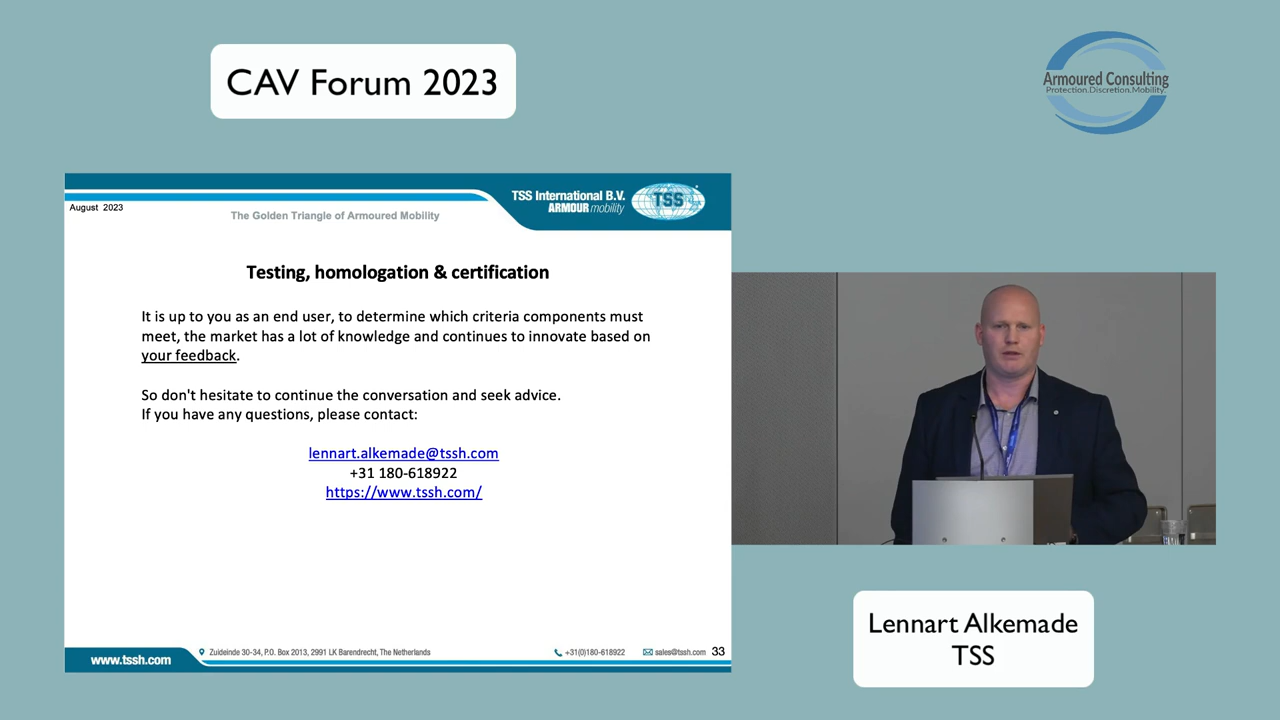 CAV Forum 2023
Armoured Consulting
Protection.Discretion.Mobility.
August 2023
The Golden Triangle of Armoured Mobility
TSS International B.V.
ARMOUR mobility
TSS
Testing, homologation & certification
It is up to you as an end user, to determine which criteria components must
meet, the market has a lot of knowledge and continues to innovate based on
your feedback.
So don't hesitate to continue the conversation and seek advice.
If you have any questions, please contact:
lennart.alkemade@tssh.com
+31 180-618922
https://www.tssh.com/
www.tssh.com
Zuideinde 30-34, P.O. Box 2013, 2991 LK Barendrecht, The Netherlands
+31(0)180-618922
sales@tssh.com
33
Lennart Alkemade
TSS